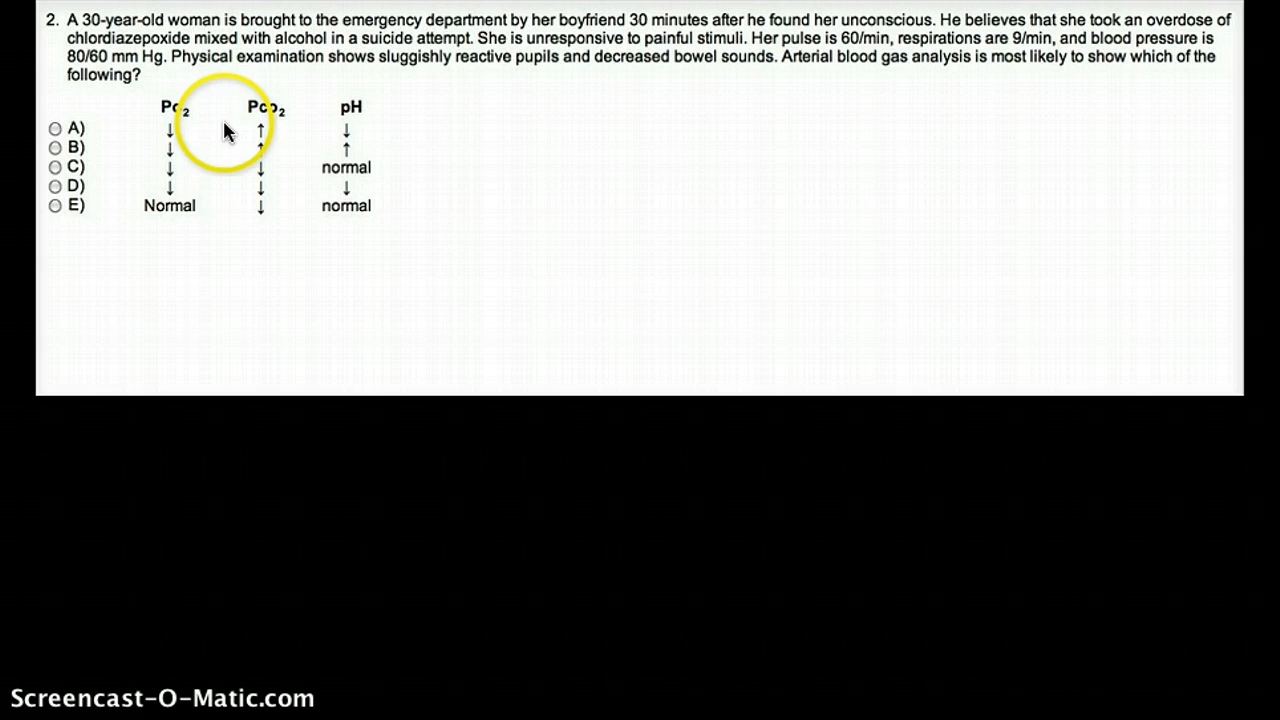 2. A 30-year-old woman is brought to the emergency department by her boyfriend 30 minutes after he found her unconscious. He believes that she took an overdose of
chlordiazepoxide mixed with alcohol in a suicide attempt. She is unresponsive to painful stimuli. Her pulse is 60/min, respirations are 9/min, and blood pressure is
80/60 mm Hg. Physical examination shows sluggishly reactive pupils and decreased bowel sounds. Arterial blood gas analysis is most likely to show which of the
following?
Po2 Pco2 pH
A) ↓ ↑ ↓
B) ↓ ↑ ↑
C) ↓ ↓ normal
D) ↓ ↓ ↓
E) Normal ↓ normal
Screencast-O-Matic.com